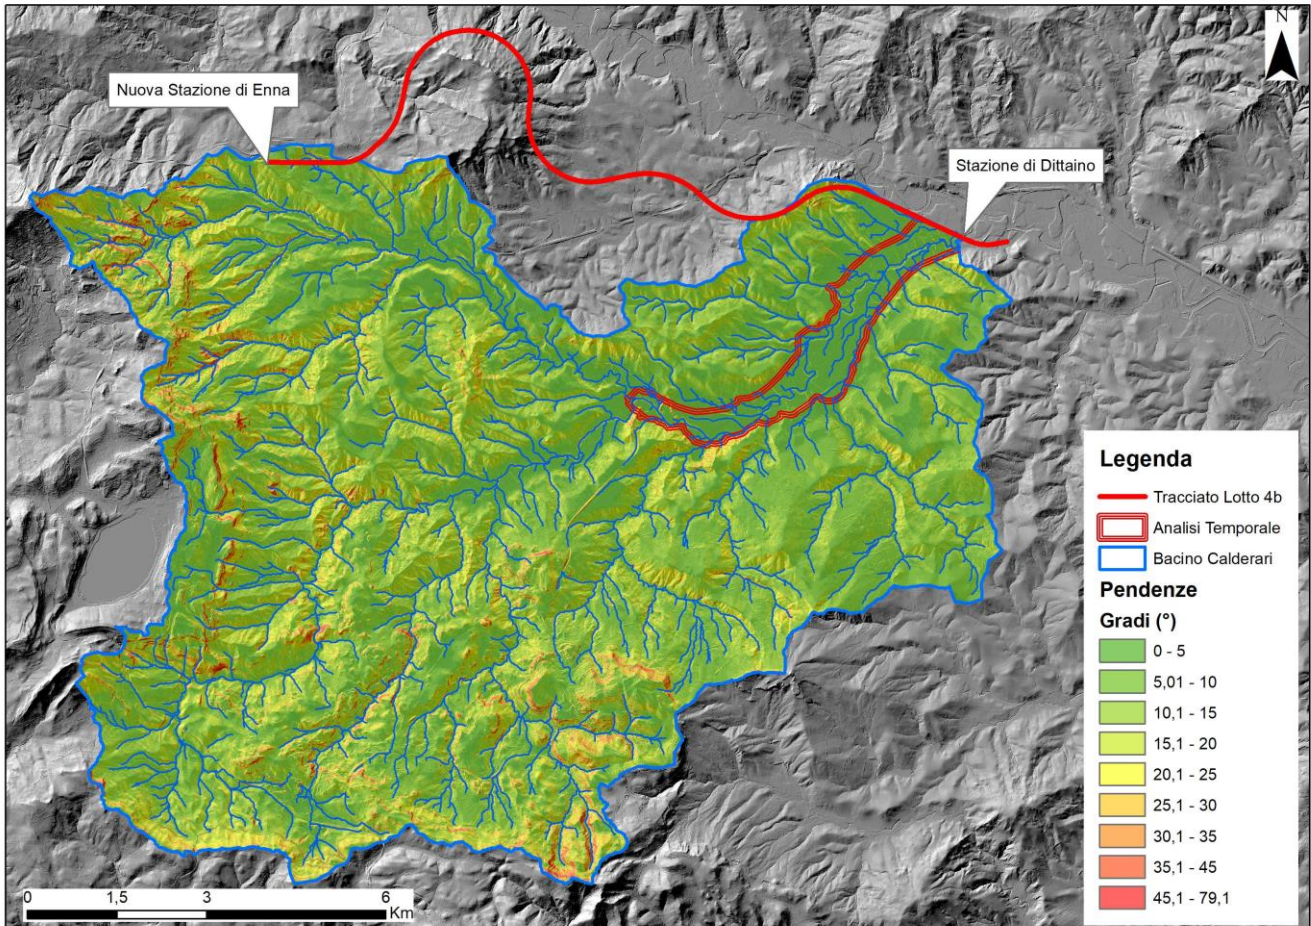 N
Nuova Stazione di Enna
Stazione di Dittaino
Legenda
Tracciato Lotto 4b
Analisi Temporale
Bacino Calderari
Pendenze
Gradi (°)
0 - 5
5,01 - 10
10,1 - 15
15,1 - 20
20,1 - 25
25,1 - 30
30,1 - 35
35,1 - 45
45,1 - 79,1
0 1,5 3 6
Km